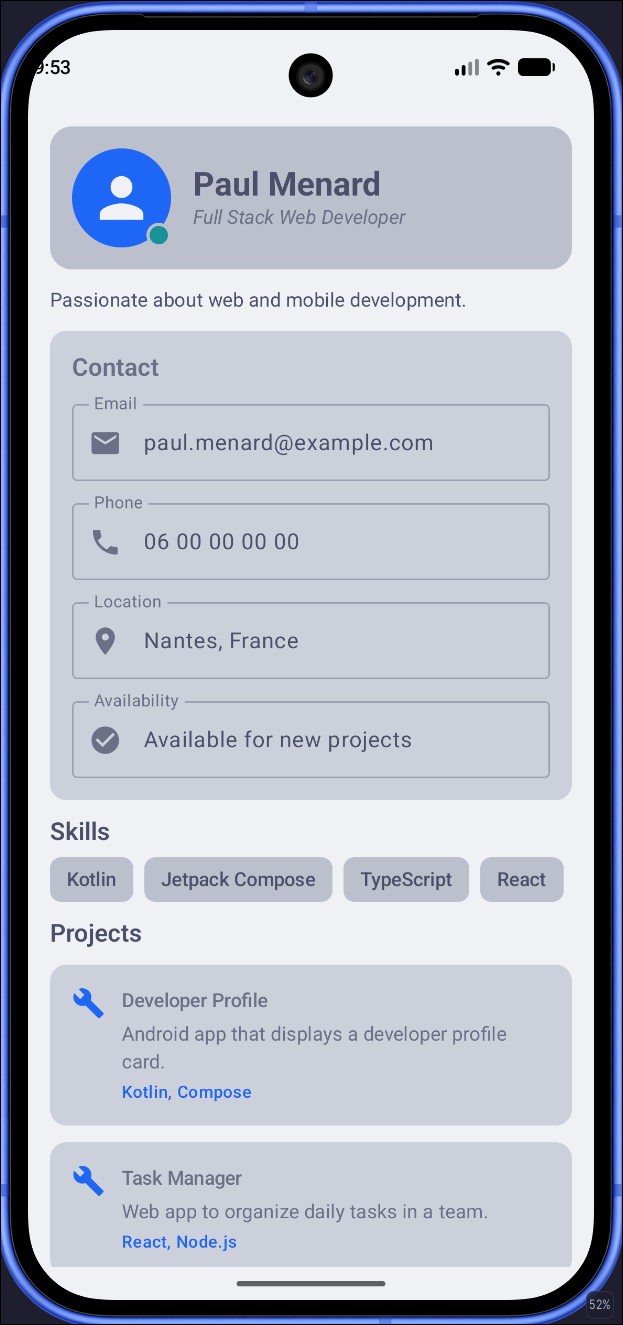 9:53
Paul Menard
Full Stack Web Developer
Passionate about web and mobile development.
Contact
Email
paul.menard@example.com
Phone
06 00 00 00 00
Location
Nantes, France
Availability
Available for new projects
Skills
Kotlin
Jetpack Compose
TypeScript
React
Projects
Developer Profile
Android app that displays a developer profile
card.
Kotlin, Compose
Task Manager
Web app to organize daily tasks in a team.
React, Node.js
52%